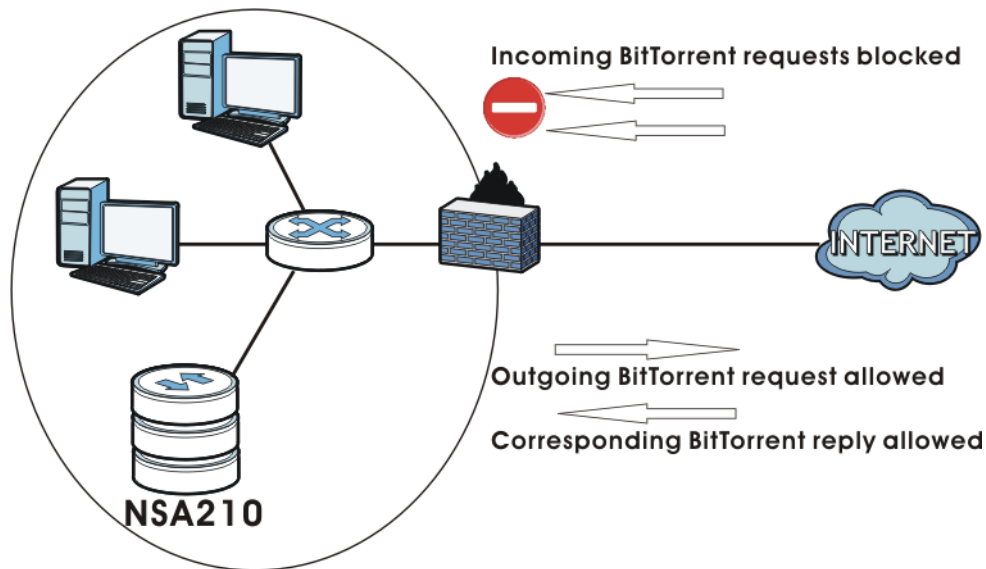 Incoming BitTorrent requests blocked
INTERNET
Outgoing BitTorrent request allowed
Corresponding BitTorrent reply allowed
NSA210